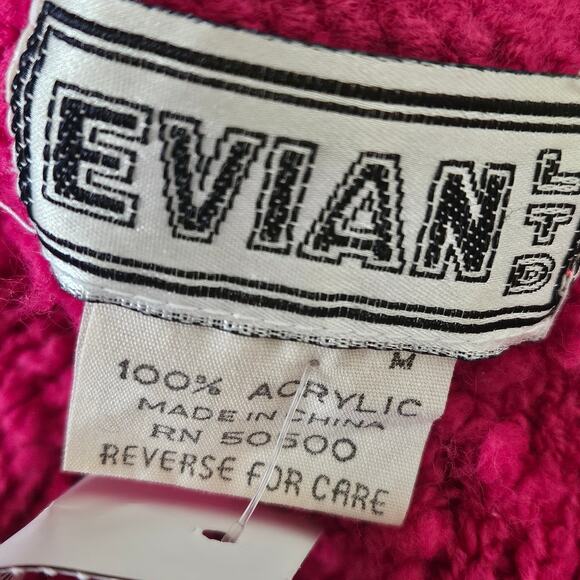 EVIAN
LTD
M
100% ACRYLIC
MADE IN CHINA
RN 50500
REVERSE FOR CARE